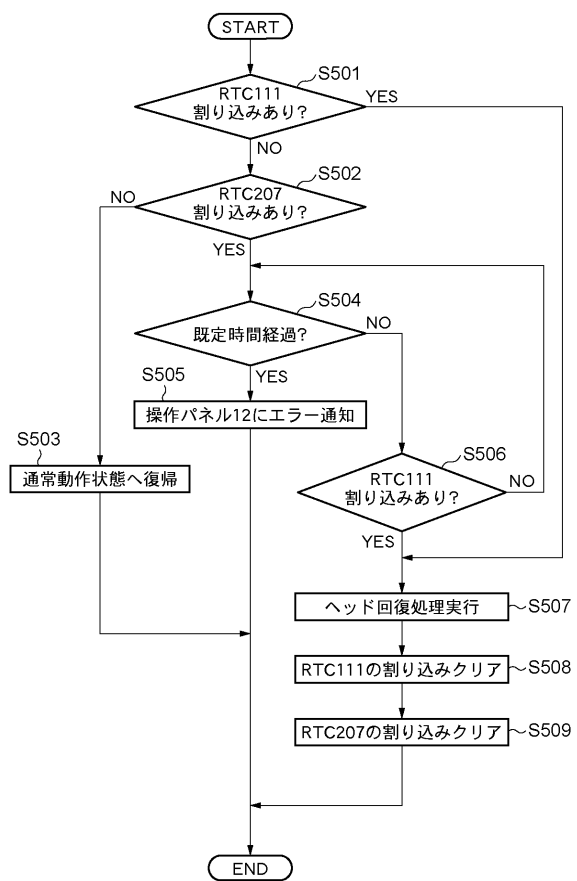 START
S501
RTC111
割り込みあり?
YES
NO
S502
RTC207
割り込みあり?
NO
YES
S504
既定時間経過?
NO
YES
S505
操作パネル12にエラー通知
S503
通常動作状態へ復帰
S506
RTC111
割り込みあり?
NO
YES
ヘッド回復処理実行
S507
RTC111の割り込みクリア
S508
RTC207の割り込みクリア
S509
END